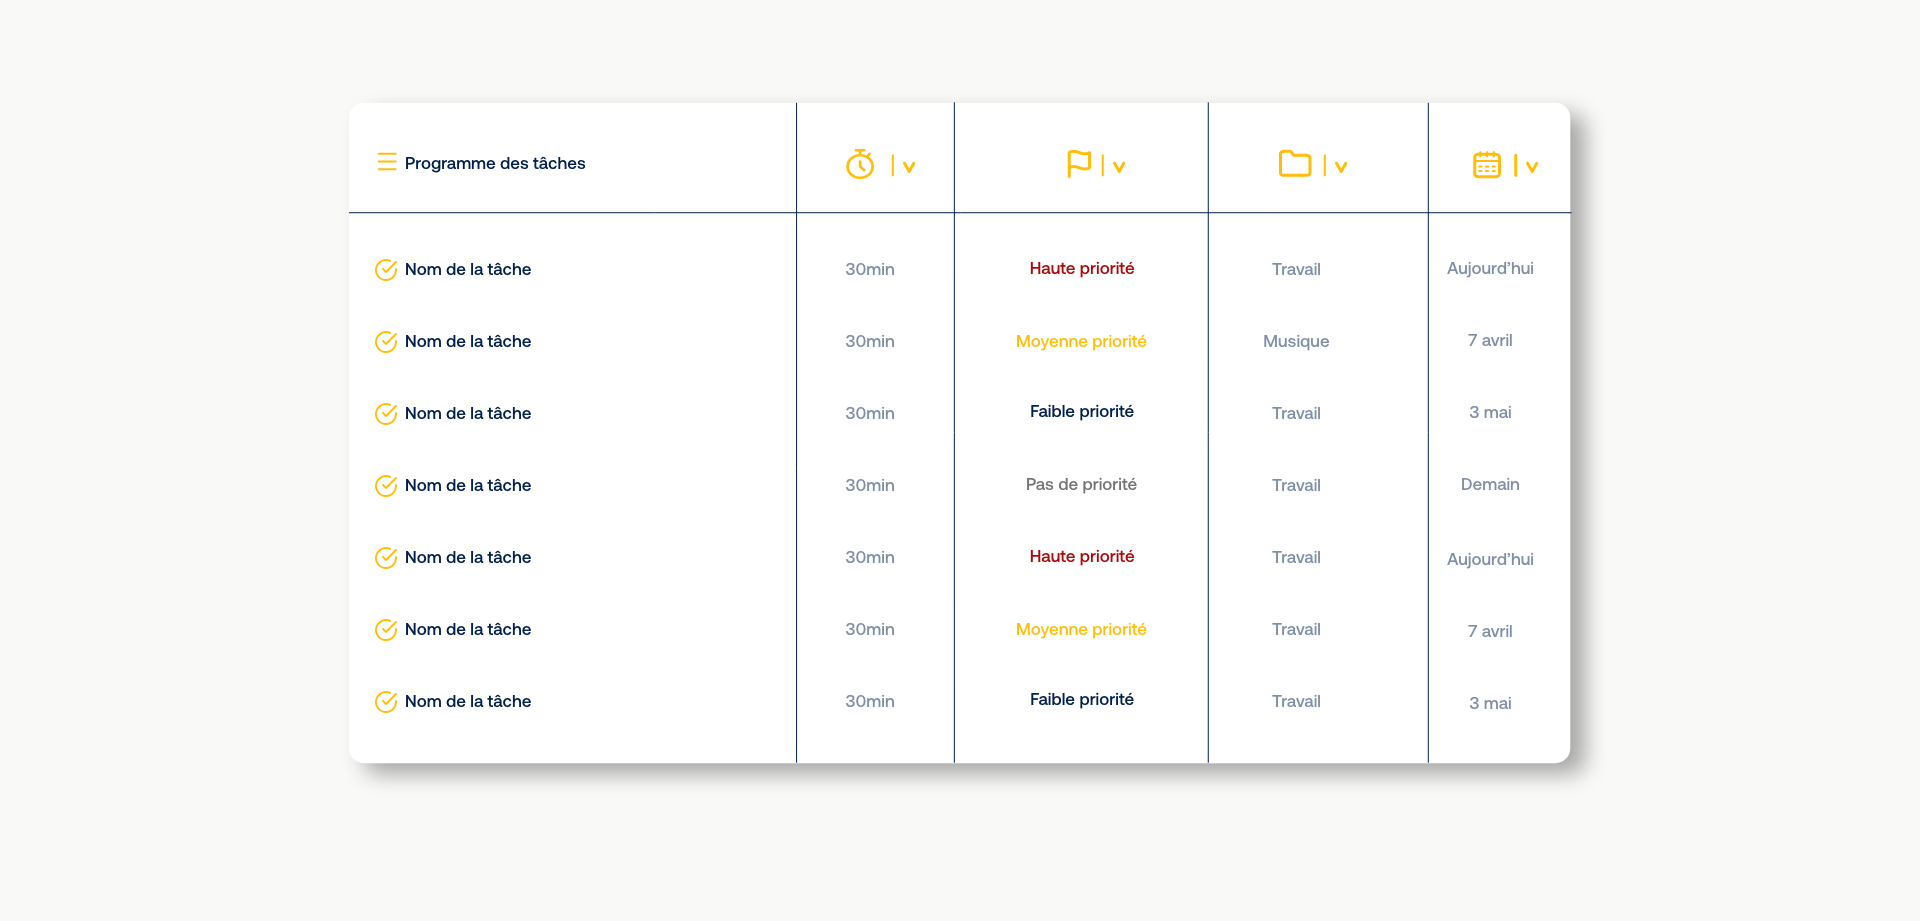 Programme des tâches
Nom de la tâche 30min Haute priorité Travail Aujourd’hui
Nom de la tâche 30min Moyenne priorité Musique 7 avril
Nom de la tâche 30min Faible priorité Travail 3 mai
Nom de la tâche 30min Pas de priorité Travail Demain
Nom de la tâche 30min Haute priorité Travail Aujourd’hui
Nom de la tâche 30min Moyenne priorité Travail 7 avril
Nom de la tâche 30min Faible priorité Travail 3 mai